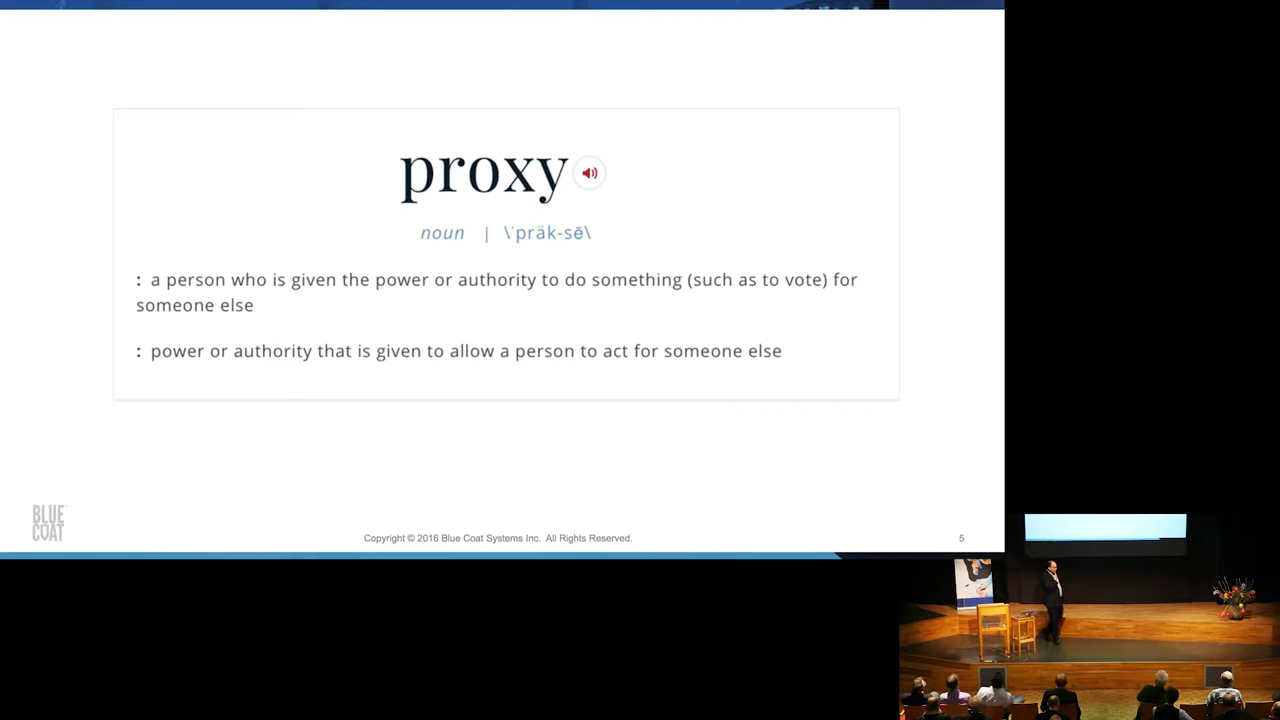 proxy
noun | \ˈpräk-sē\
: a person who is given the power or authority to do something (such as to vote) for
someone else
: power or authority that is given to allow a person to act for someone else
BLUE
COAT
Copyright © 2016 Blue Coat Systems Inc. All Rights Reserved.
5